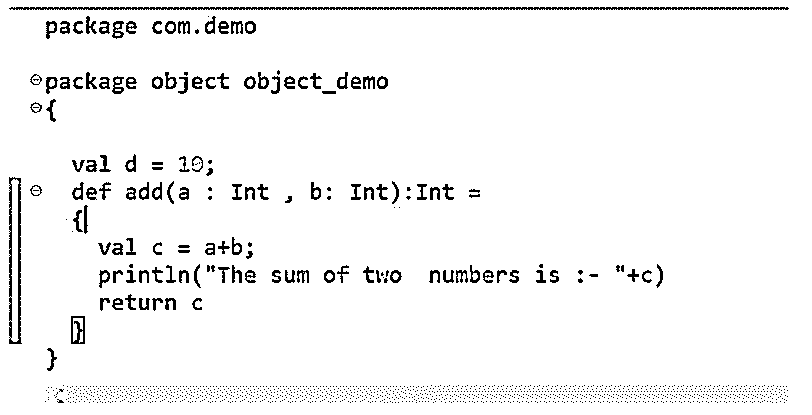 package com.demo
package object object_demo
{
val d = 10;
def add(a : Int , b: Int):Int =
{
val c = a+b;
println("The sum of two  numbers is :- "+c)
return c
}
}